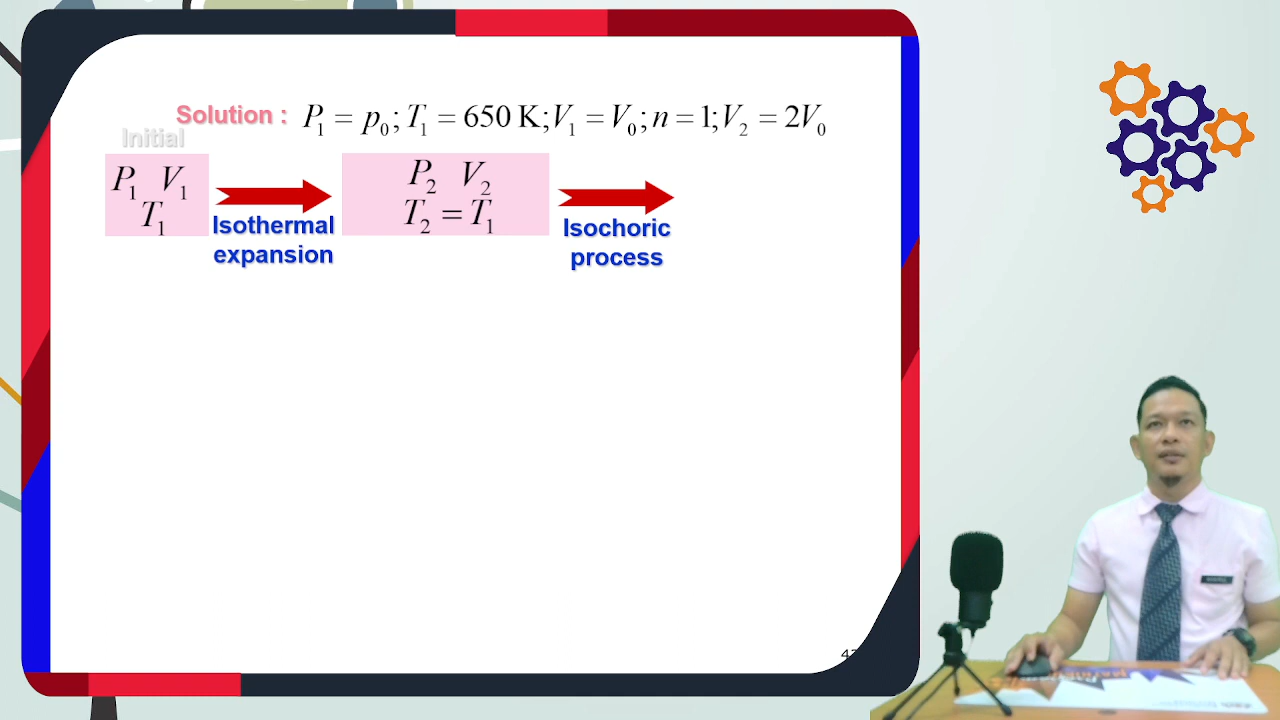 Solution : P₁ = p₀; T₁ = 650 K; V₁ = V₀; n = 1; V₂ = 2V₀
Initial
P₁ V₁
T₁
Isothermal
expansion
P₂ V₂
T₂ = T₁
Isochoric
process